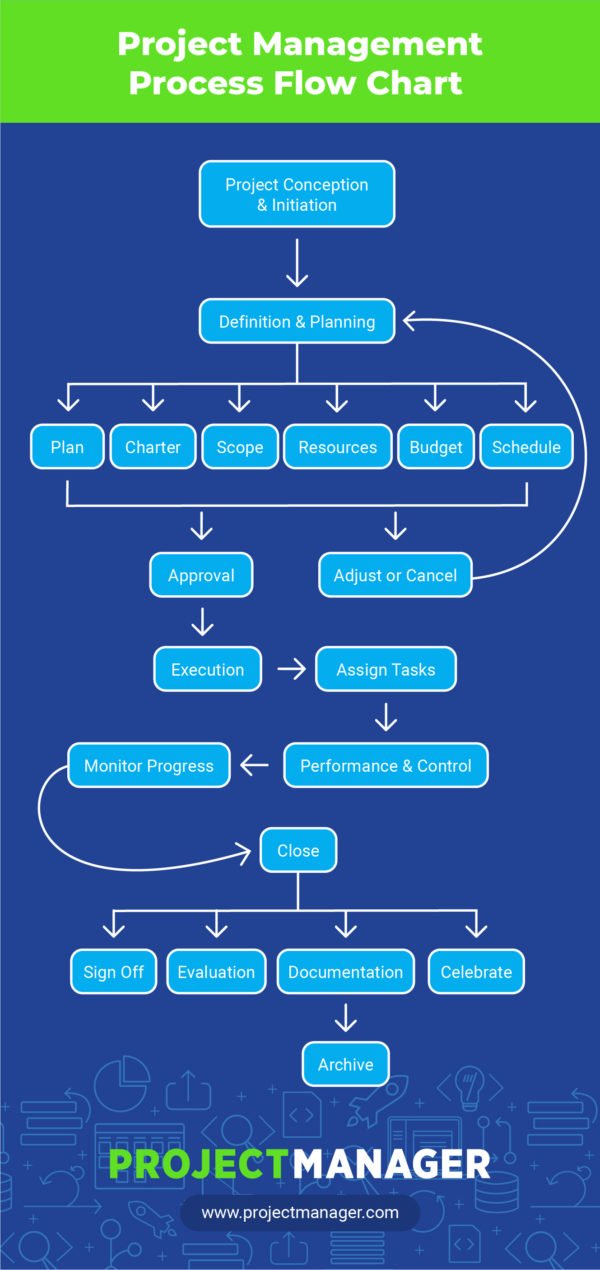 Project Management
Process Flow Chart
Project Conception
& Initiation
Definition & Planning
Plan
Charter
Scope
Resources
Budget
Schedule
Approval
Adjust or Cancel
Execution
Assign Tasks
Monitor Progress
Performance & Control
Close
Sign Off
Evaluation
Documentation
Celebrate
Archive
PROJECTMANAGER
www.projectmanager.com